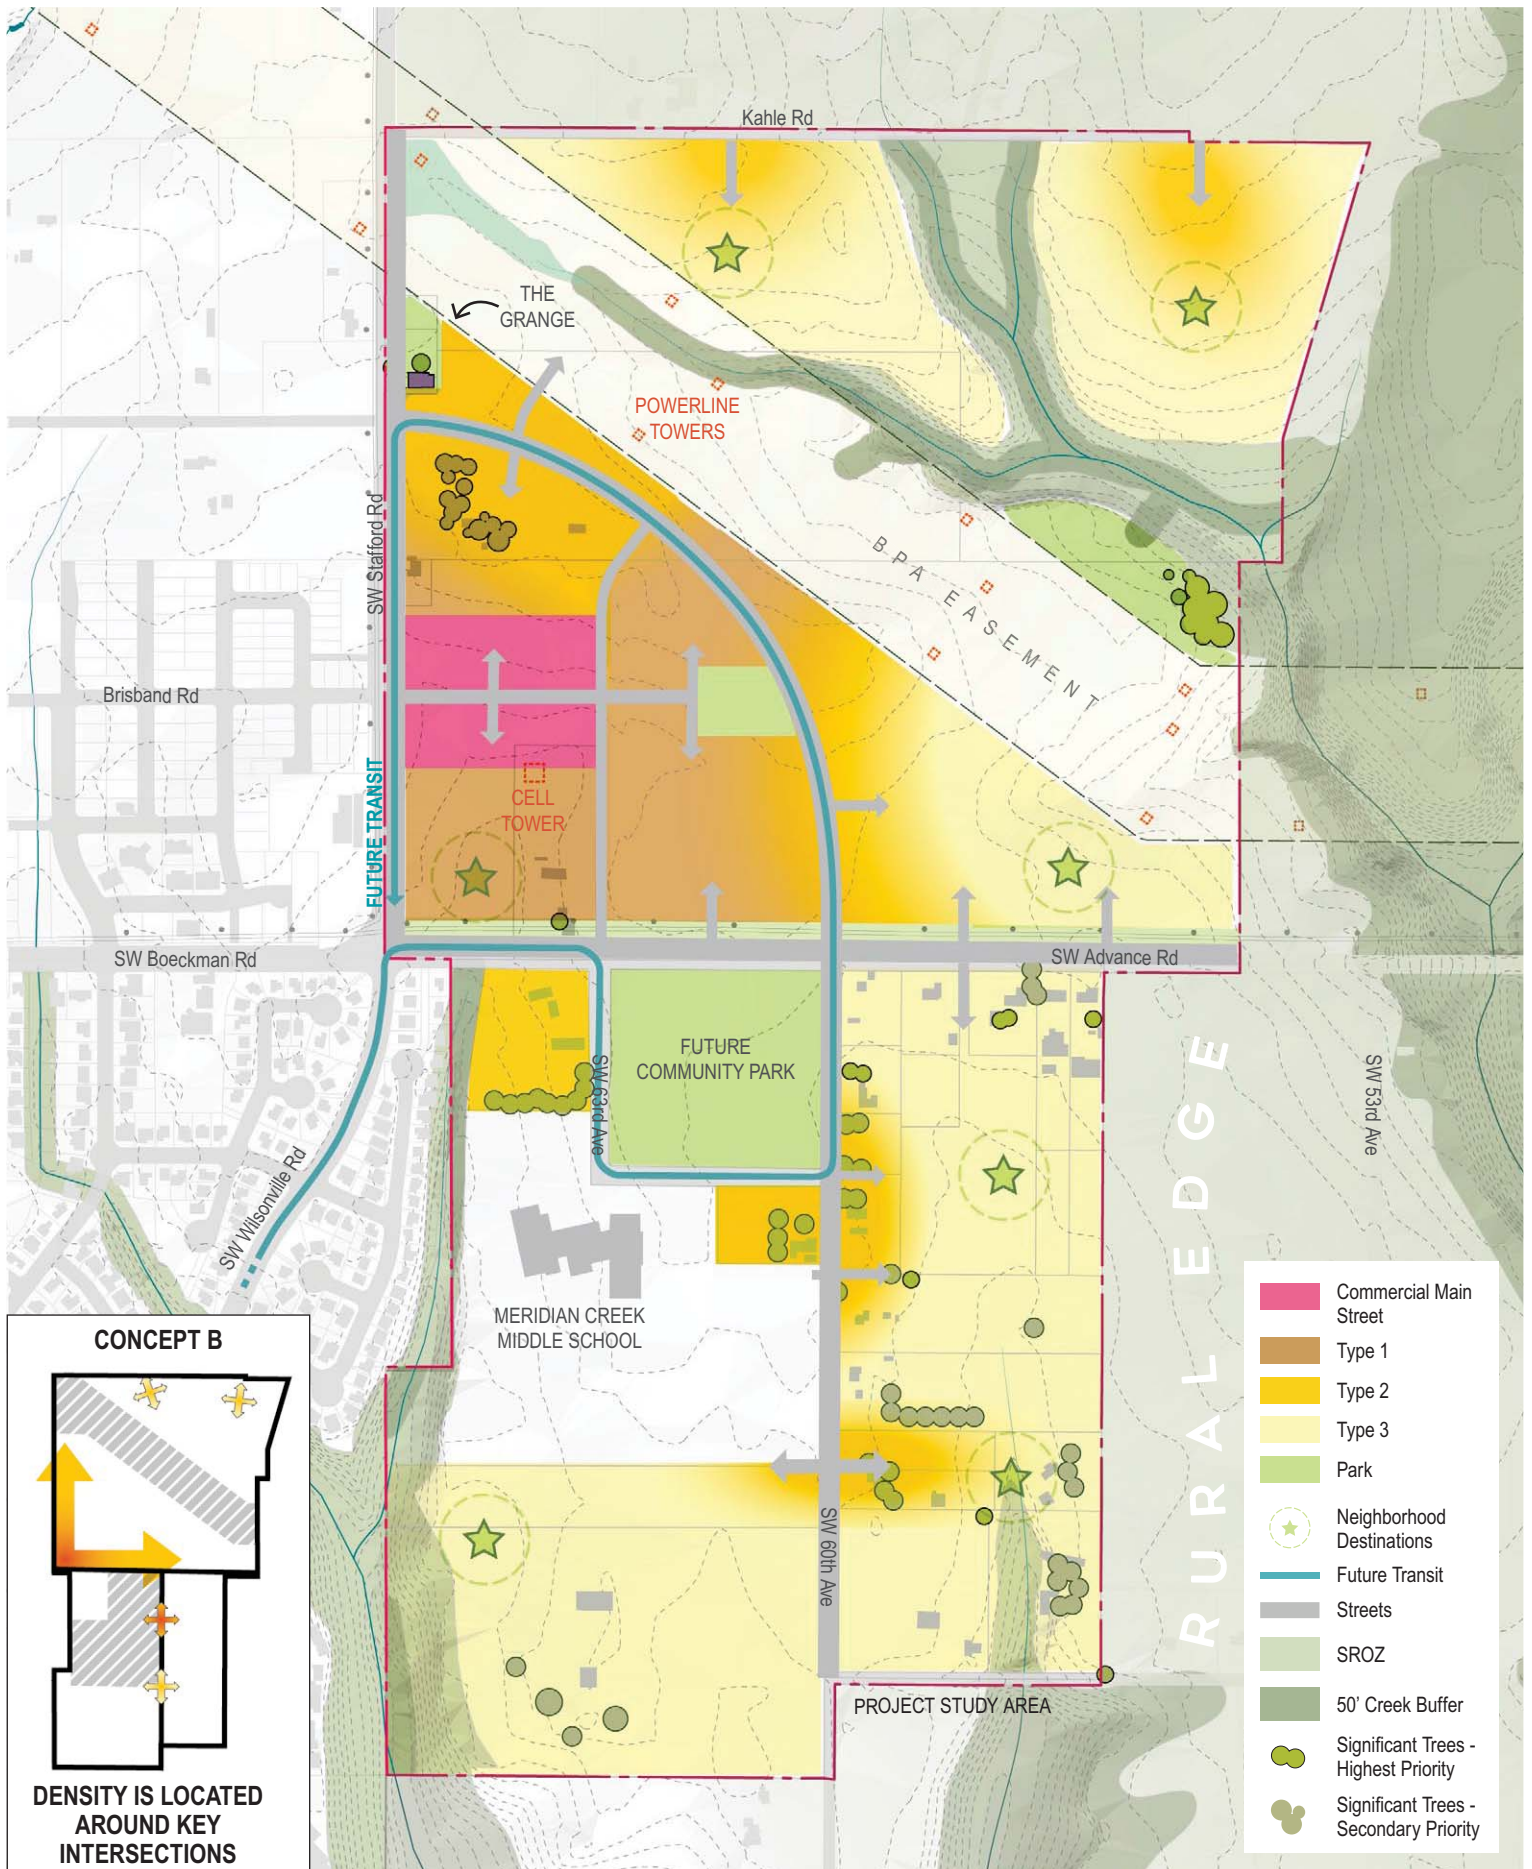 Kahle Rd
THE
GRANGE
POWERLINE
TOWERS
SW Stafford Rd
BPA EASEMENT
Brisband Rd
FUTURE TRANSIT
CELL
TOWER
SW Boeckman Rd
SW Advance Rd
FUTURE
COMMUNITY PARK
SW 63rd Ave
SW 53rd Ave
RURAL EDGE
SW Wilsonville Rd
MERIDIAN CREEK
MIDDLE SCHOOL
SW 60th Ave
PROJECT STUDY AREA
CONCEPT B
DENSITY IS LOCATED
AROUND KEY
INTERSECTIONS
Commercial Main
Street
Type 1
Type 2
Type 3
Park
Neighborhood
Destinations
Future Transit
Streets
SROZ
50' Creek Buffer
Significant Trees -
Highest Priority
Significant Trees -
Secondary Priority